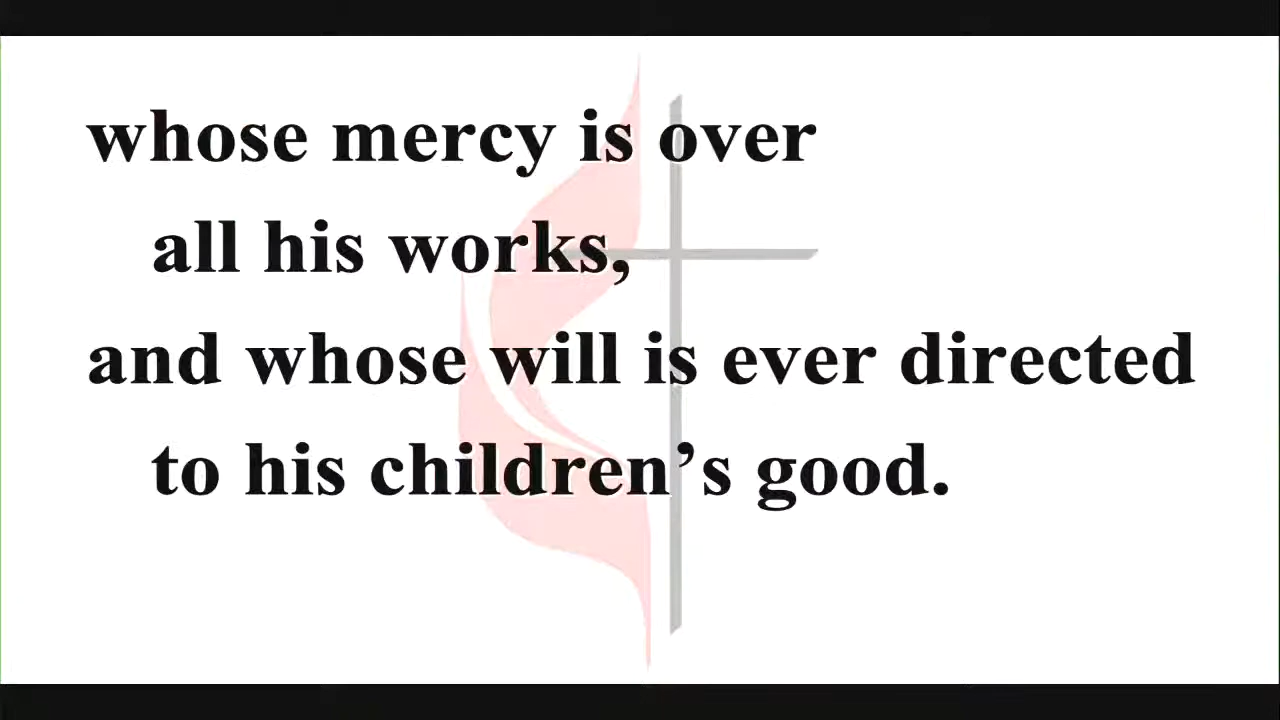 whose mercy is over
all his works,
and whose will is ever directed
to his children’s good.